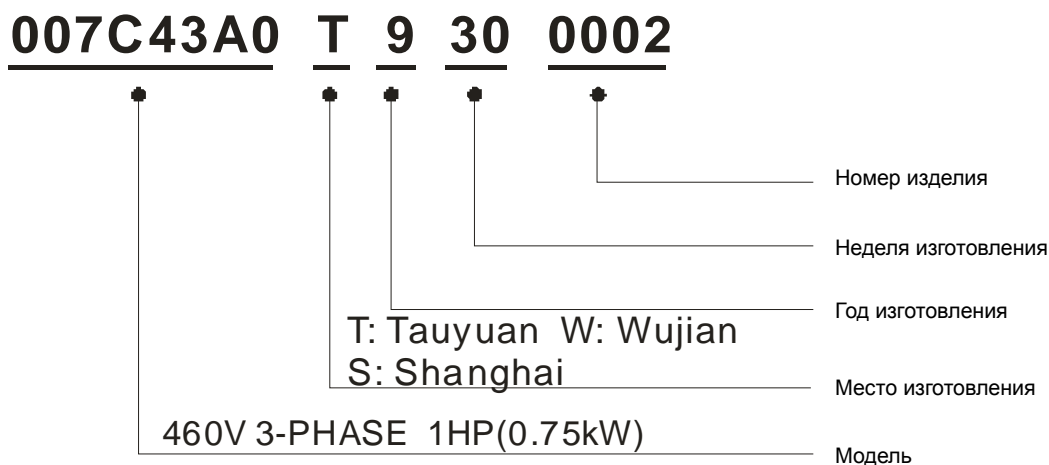 007C43A0 T 9 30 0002
Номер изделия
Неделя изготовления
Год изготовления
T: Tauyuan W: Wujian
S: Shanghai
Место изготовления
460V 3-PHASE 1HP(0.75kW)
Модель